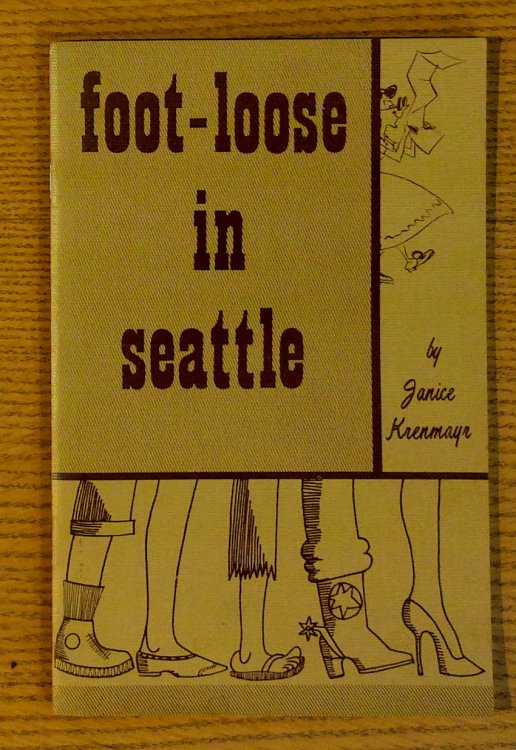 foot-loose
in
seattle
by
Janice
Krenmayr